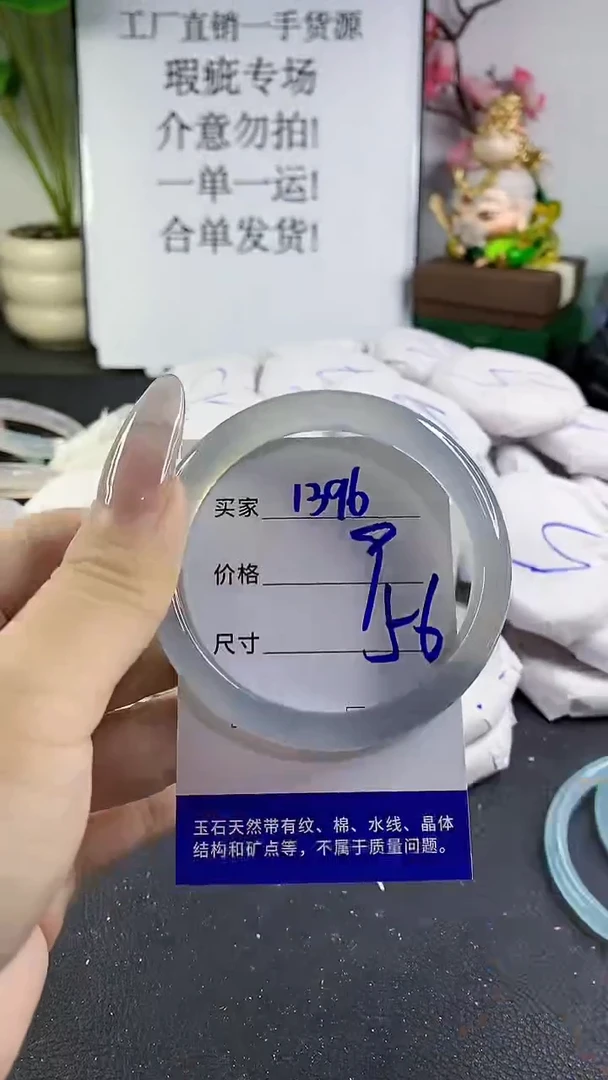 工厂直销一手货源
瑕疵专场
介意勿拍!
一单一运!
合单发货!
买家 1396
价格
尺寸 56
玉石天然带有纹、棉、水线、晶体
结构和矿点等，不属于质量问题。